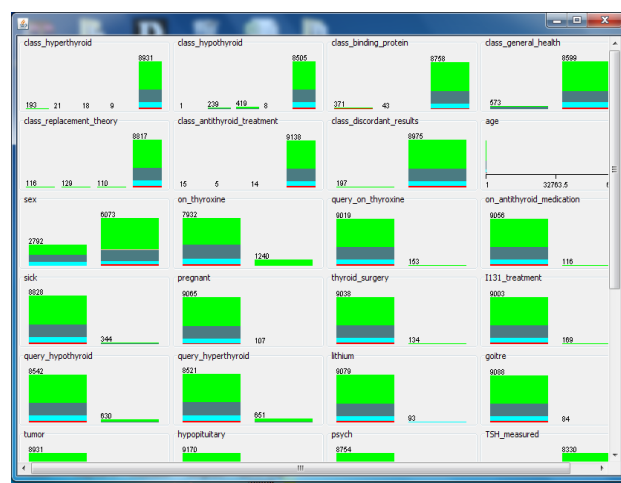 class_hyperthyroid class_hypothyroid class_binding_protein class_general_health
8931 8505 8758 8599
193 21 18 9 1 239 419 8 371 43 573
class_replacement_theory class_antithyroid_treatment class_discordant_results age
8817 9138 8975
116 129 110 15 5 14 197 1 32763.5
sex on_thyroxine query_on_thyroxine on_antithyroid_medication
2792 6073 7932 1240 9019 153 9056 116
sick pregnant thyroid_surgery I131_treatment
8828 344 9065 107 9038 134 9003 169
query_hypothyroid query_hyperthyroid lithium goitre
8542 630 8521 651 9079 93 9088 84
tumor hypopituitary psych TSH_measured
8931 9170 8754 8330